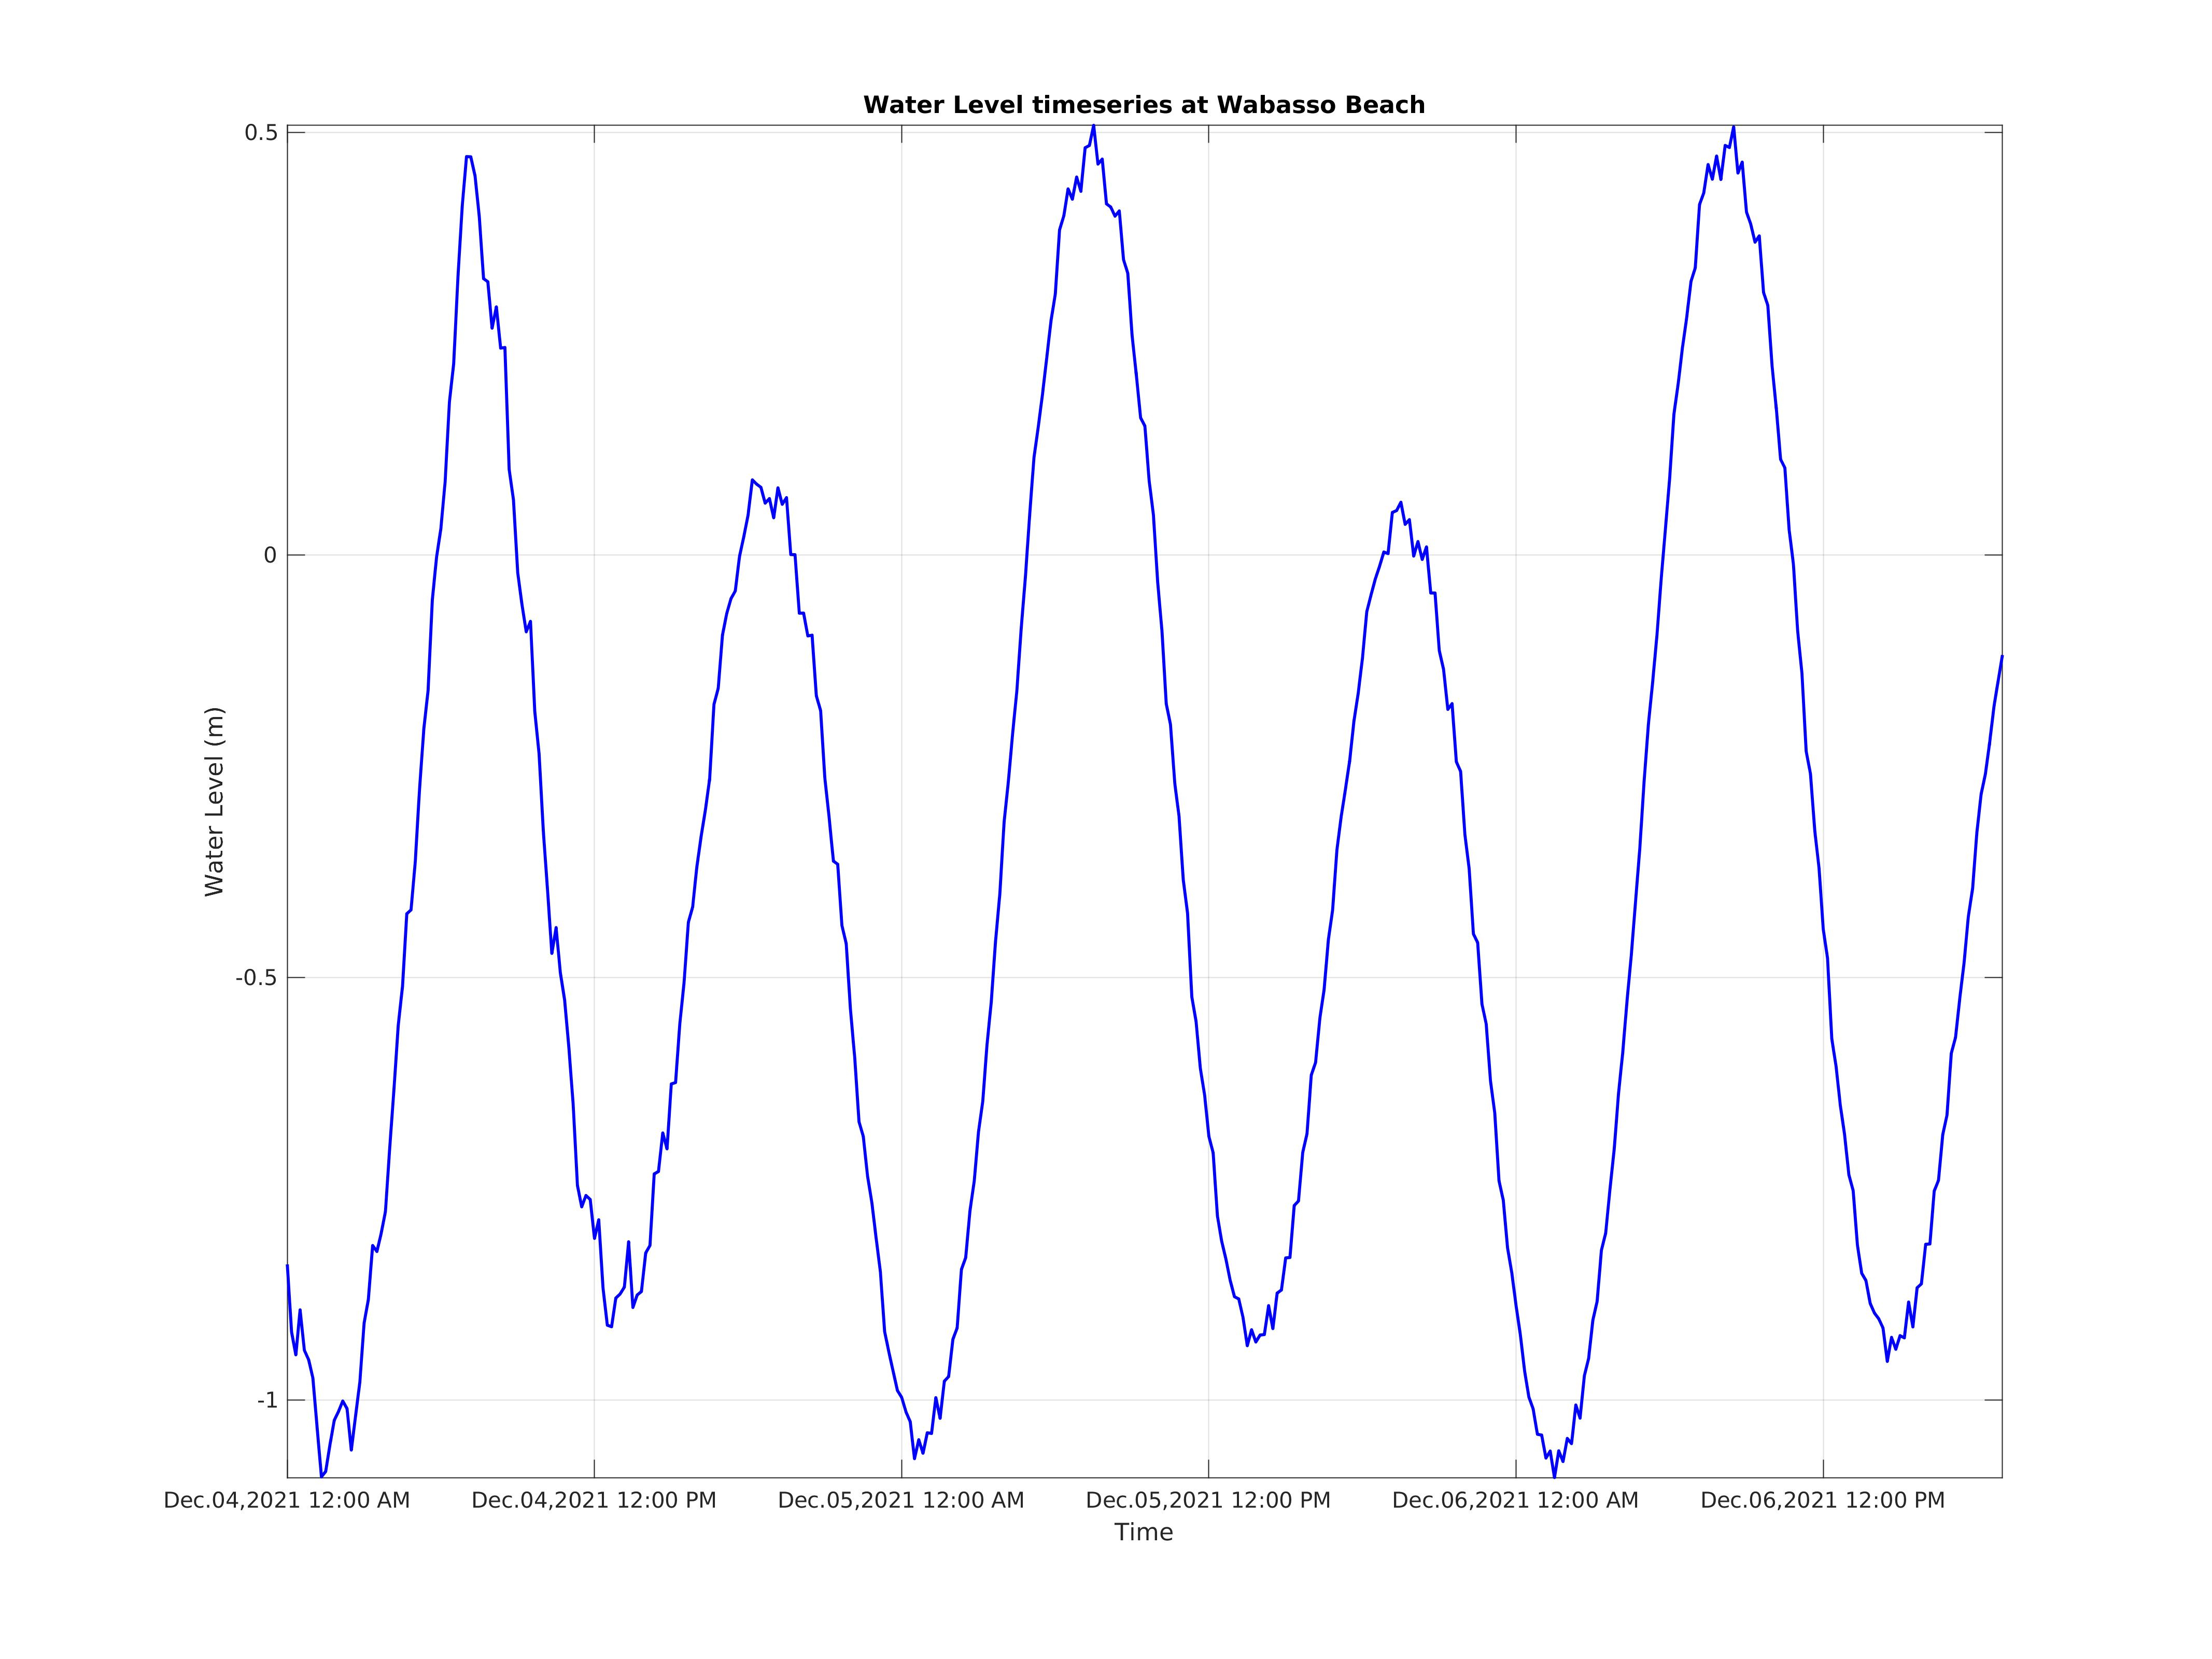 Water Level timeseries at Wabasso Beach
0.5
0
-0.5
-1
Water Level (m)
Dec.04,2021 12:00 AM
Dec.04,2021 12:00 PM
Dec.05,2021 12:00 AM
Dec.05,2021 12:00 PM
Dec.06,2021 12:00 AM
Dec.06,2021 12:00 PM
Time